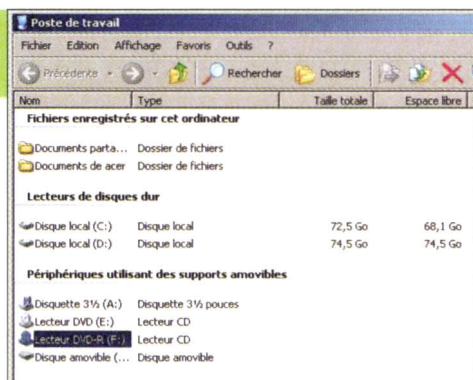 Poste de travail
Fichier Edition Affichage Favoris Outils ?
Précédente Rechercher Dossiers
Nom Type Taille totale Espace libre
Fichiers enregistrés sur cet ordinateur
Documents parta... Dossier de fichiers
Documents de acer Dossier de fichiers
Lecteurs de disques dur
Disque local (C:) Disque local 72,5 Go 68,1 Go
Disque local (D:) Disque local 74,5 Go 74,5 Go
Périphériques utilisant des supports amovibles
Disquette 3½ (A:) Disquette 3½ pouces
Lecteur DVD (E:) Lecteur CD
Lecteur DVD-R (F:) Lecteur CD
Disque amovible (... Disque amovible